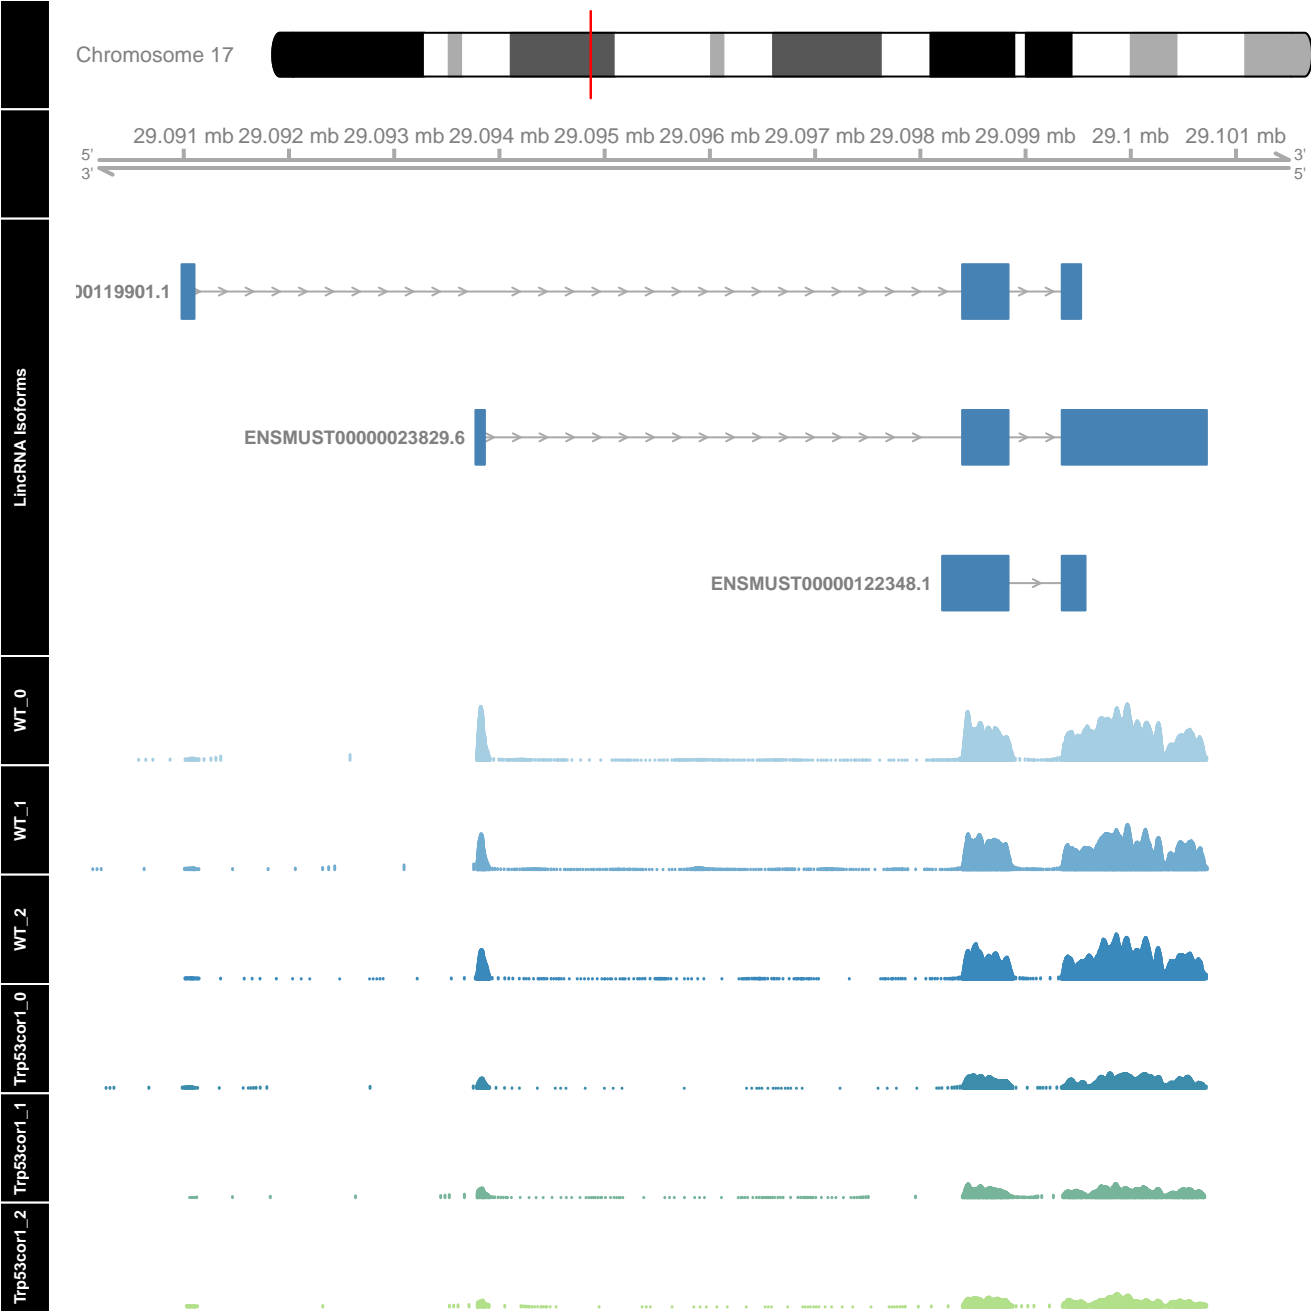 Chromosome 17
29.091 mb 29.092 mb 29.093 mb 29.094 mb 29.095 mb 29.096 mb 29.097 mb 29.098 mb 29.099 mb 29.1 mb 29.101 mb
5' 3'
3' 5'
LincRNA Isoforms
00119901.1
ENSMUST00000023829.6
ENSMUST00000122348.1
WT_0
WT_1
WT_2
Trp53cor1_0
Trp53cor1_1
Trp53cor1_2